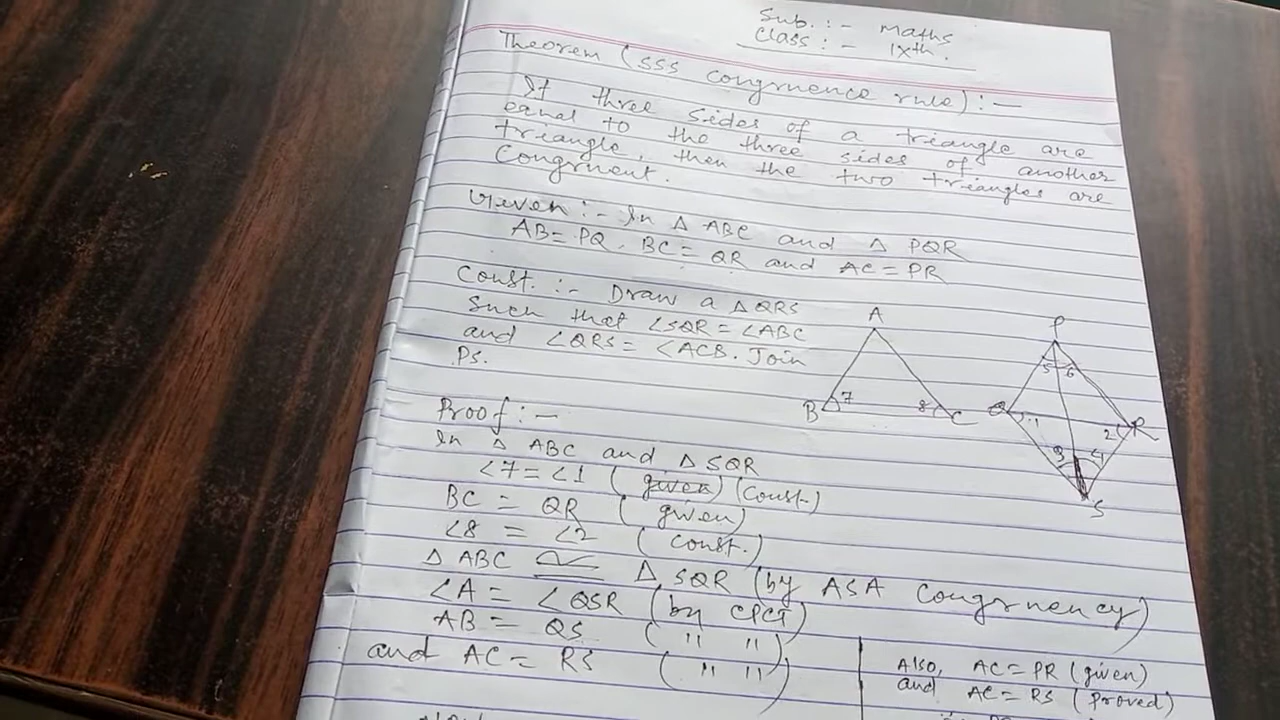 Sub. :- Maths
Class :- IXth.
Theorem (SSS Congruence rule) :-
If three sides of a triangle are
equal to the three sides of another
triangle, then the two triangles are
Congruent.
Given :- In Δ ABC and Δ PQR
AB = PQ, BC = QR and AC = PR
Const. :- Draw a Δ QRS
Such that ∠SQR = ∠ABC
and ∠QRS = ∠ACB. Join
PS.
A
B 7 8 C
P
5 6
Q 1 2 R
3 4
S
Proof :-
In Δ ABC and Δ SQR
∠7 = ∠1 (given) (Const.)
BC = QR (given)
∠8 = ∠2 (Const.)
Δ ABC ≅ Δ SQR (by ASA Congruency)
∠A = ∠QSR (by CPCT)
AB = QS ( " " )
and AC = RS ( " " )
Also, AC = PR (given)
and AC = RS (Proved)